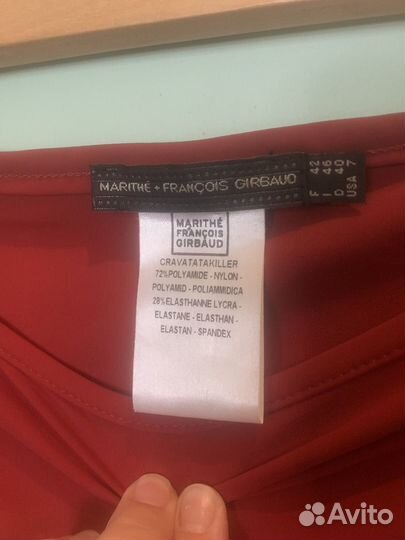 MARITHÉ + FRANÇOIS GIRBAUD
F 42
I 46
D 40
USA 7
MARITHÉ
FRANÇOIS
GIRBAUD
CRAVATATAKILLER
72%POLYAMIDE - NYLON -
POLYAMID - POLIAMMIDICA
28%ELASTHANNE LYCRA -
ELASTANE - ELASTHAN -
ELASTAN - SPANDEX
Avito